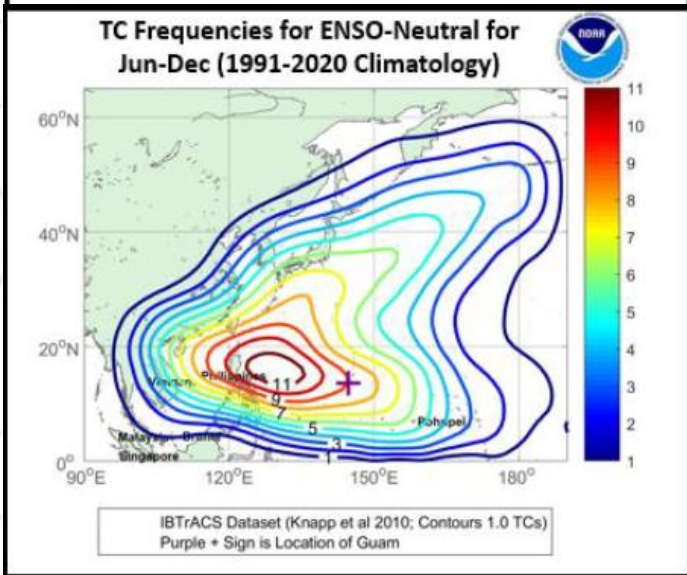 TC Frequencies for ENSO-Neutral for
Jun-Dec (1991-2020 Climatology)
NOAA
60°N
40°N
20°N
0°
90°E
120°E
150°E
180°
Vietnam
Philippines
11
9
7
5
3
1
Pohnpei
Malaysia Brunei
Singapore
11
10
9
8
7
6
5
4
3
2
1
IBTrACS Dataset (Knapp et al 2010; Contours 1.0 TCs)
Purple + Sign is Location of Guam